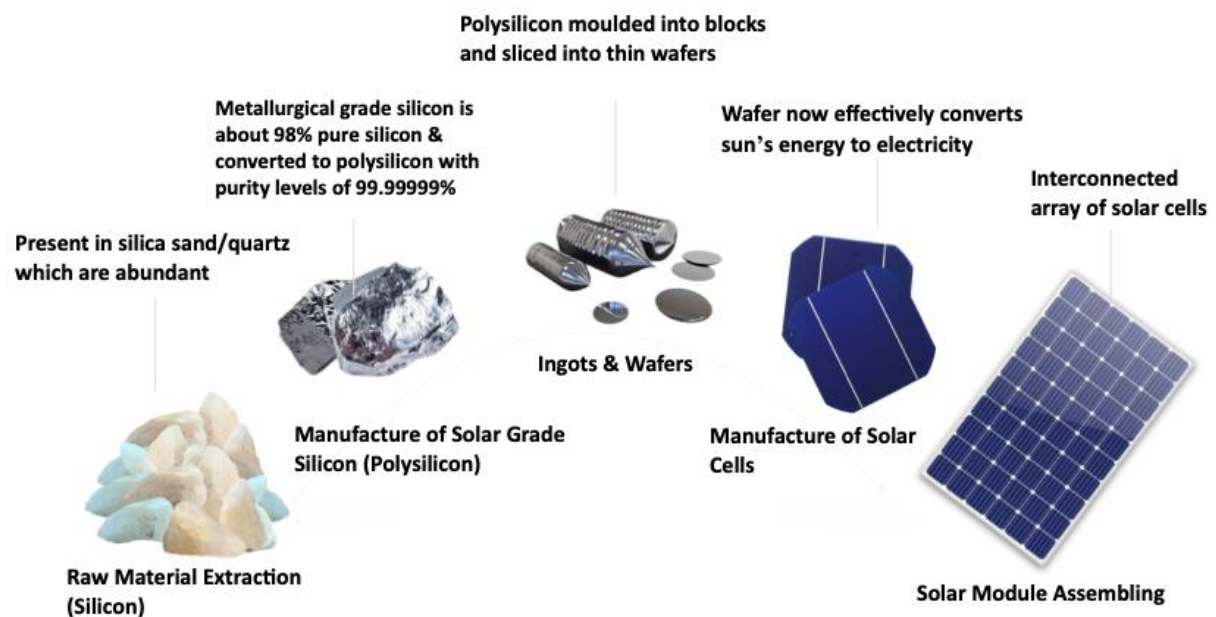 Present in silica sand/quartz
which are abundant
Raw Material Extraction
(Silicon)
Metallurgical grade silicon is
about 98% pure silicon &
converted to polysilicon with
purity levels of 99.99999%
Manufacture of Solar Grade
Silicon (Polysilicon)
Polysilicon moulded into blocks
and sliced into thin wafers
Ingots & Wafers
Wafer now effectively converts
sun’s energy to electricity
Manufacture of Solar
Cells
Interconnected
array of solar cells
Solar Module Assembling